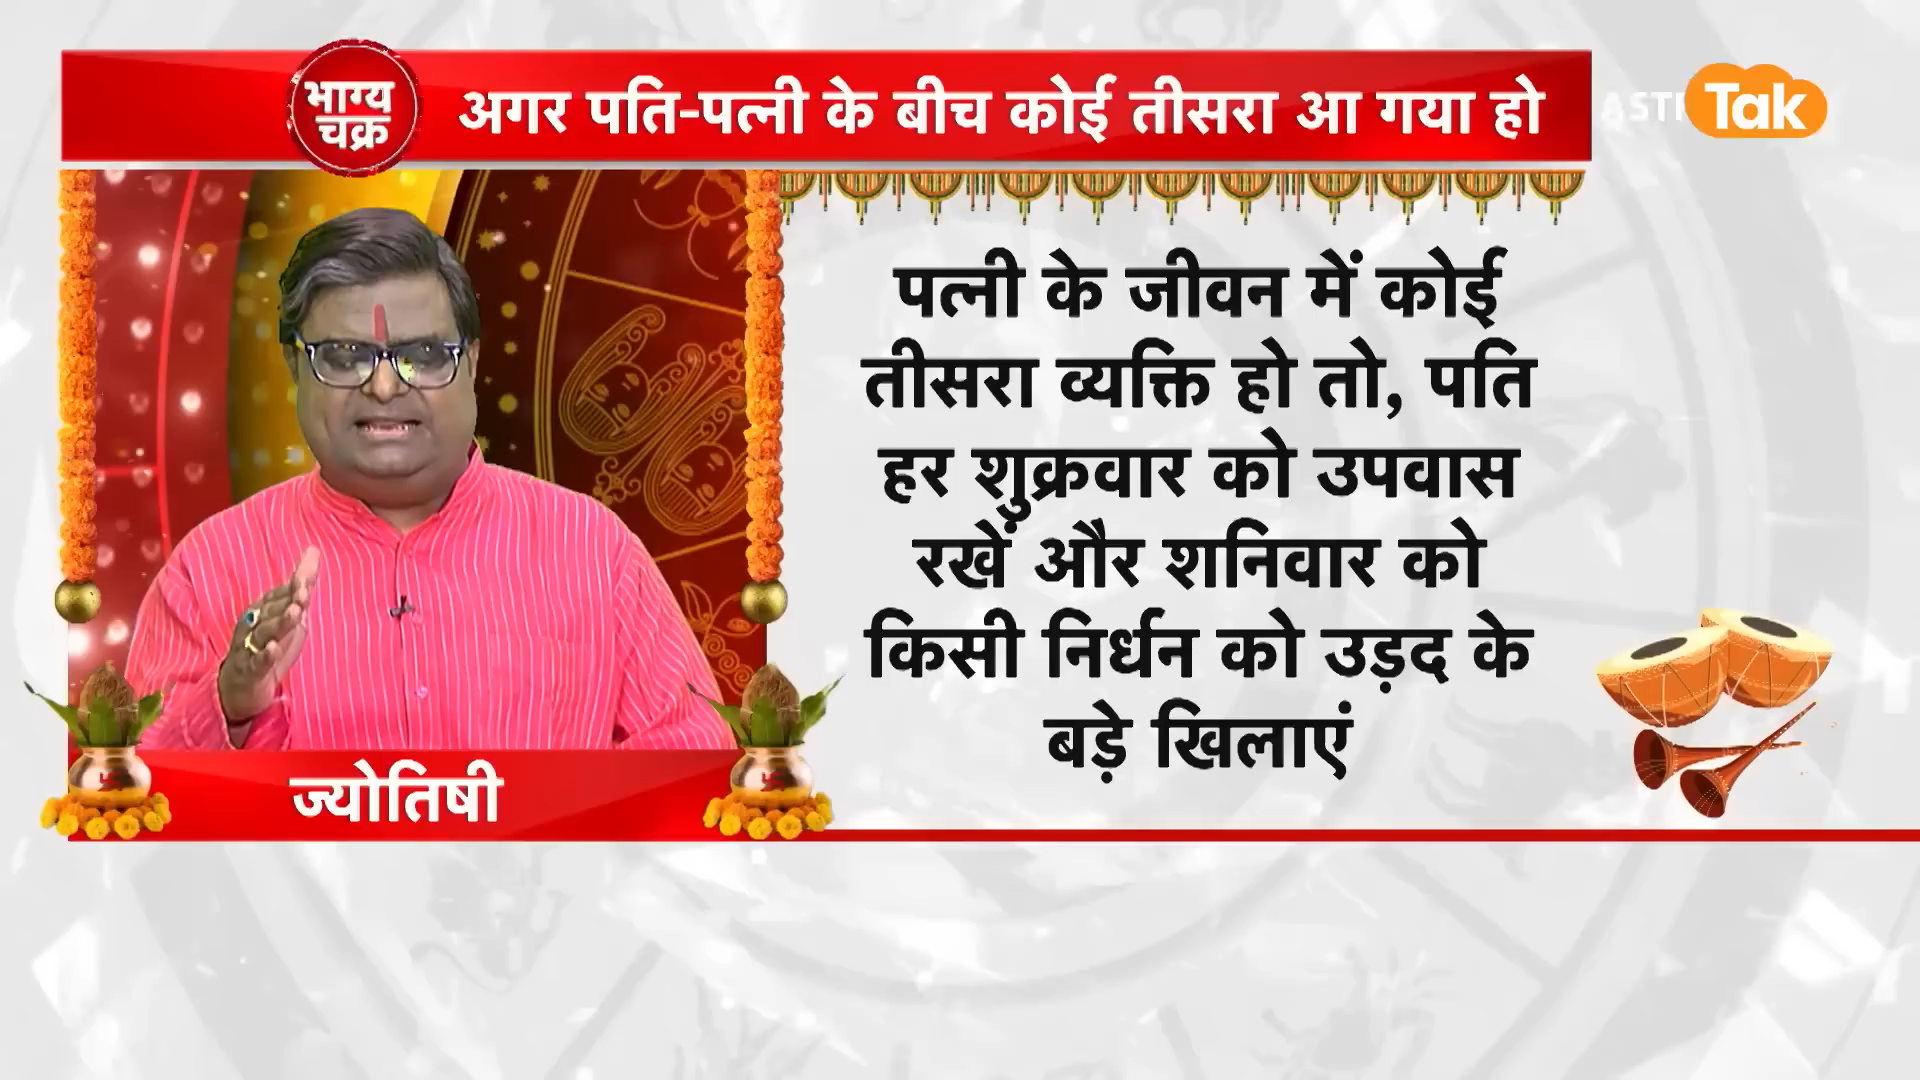 भाग्य
चक्र
अगर पति-पत्नी के बीच कोई तीसरा आ गया हो
Tak
पत्नी के जीवन में कोई
तीसरा व्यक्ति हो तो, पति
हर शुक्रवार को उपवास
रखें और शनिवार को
किसी निर्धन को उड़द के
बड़े खिलाएं
ज्योतिषी